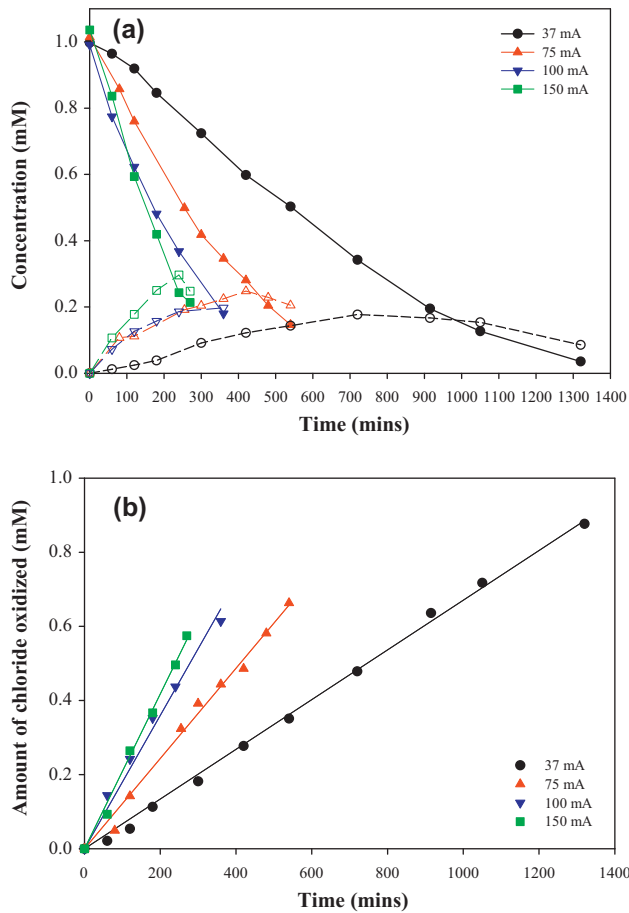 (a)
37 mA
75 mA
100 mA
150 mA
1.0
0.8
0.6
0.4
0.2
0.0
Concentration (mM)
0 100 200 300 400 500 600 700 800 900 1000 1100 1200 1300 1400
Time (mins)
(b)
1.0
0.8
0.6
0.4
0.2
0.0
Amount of chloride oxidized (mM)
37 mA
75 mA
100 mA
150 mA
0 200 400 600 800 1000 1200 1400
Time (mins)